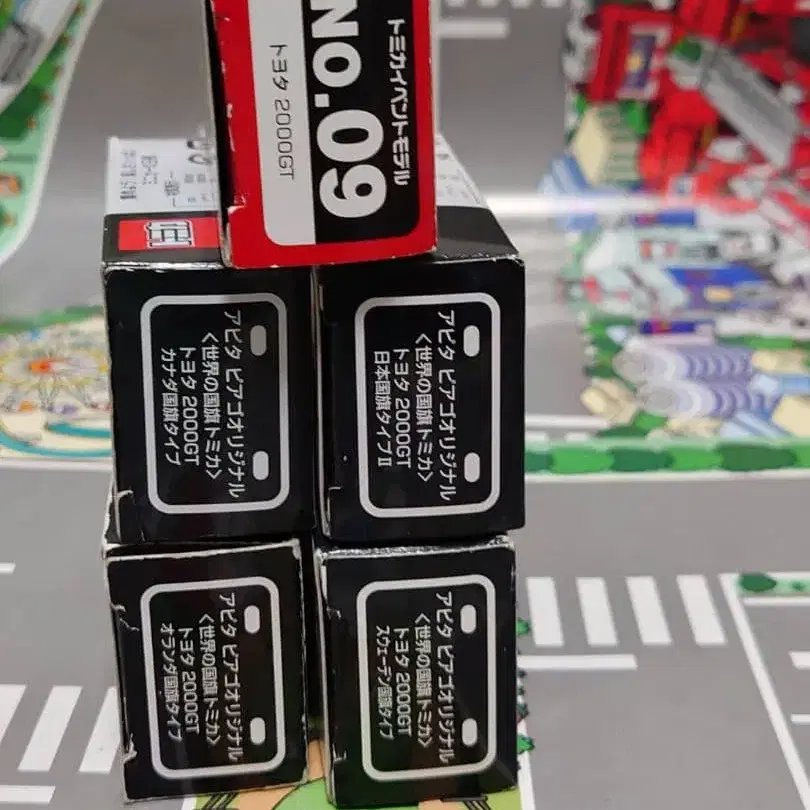 トミカイベントモデル
No.09
トヨタ 2000GT
アピタ ピアゴオリジナル
〈世界の国旗トミカ〉
トヨタ 2000GT
カナダ国旗タイプ
アピタ ピアゴオリジナル
〈世界の国旗トミカ〉
トヨタ 2000GT
日本国旗タイプⅡ
アピタ ピアゴオリジナル
〈世界の国旗トミカ〉
トヨタ 2000GT
オランダ国旗タイプ
アピタ ピアゴオリジナル
〈世界の国旗トミカ〉
トヨタ 2000GT
スウェーデン国旗タイプ